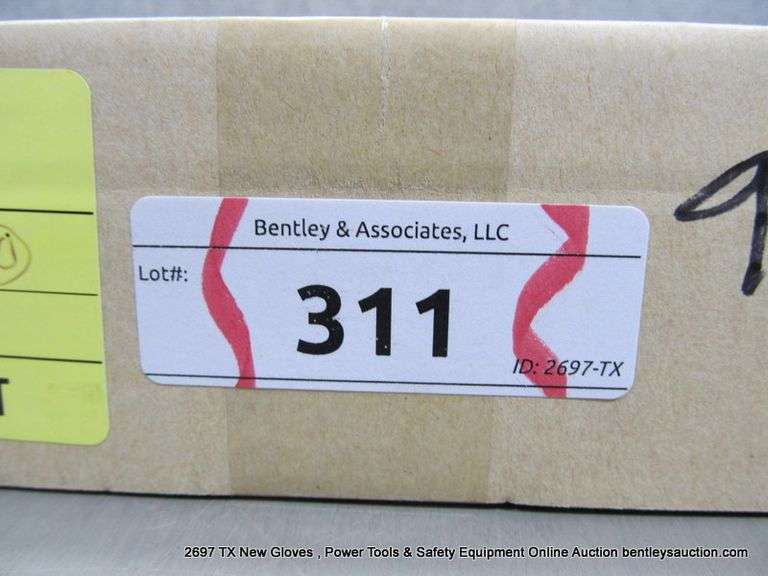 Bentley & Associates, LLC
Lot#:
311
ID: 2697-TX
9
T
2697 TX New Gloves , Power Tools & Safety Equipment Online Auction bentleysauction.com